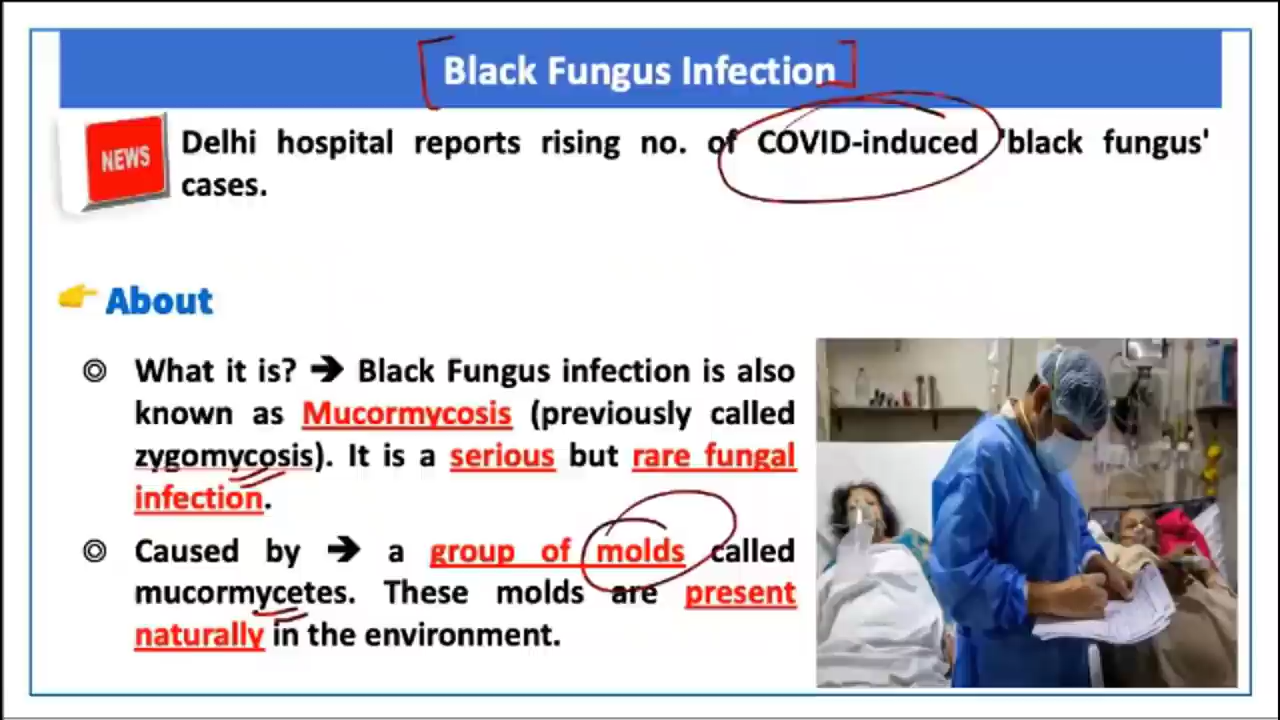 Black Fungus Infection
NEWS
Delhi hospital reports rising no. of COVID-induced 'black fungus'
cases.
👉 About
◎ What it is? ➔ Black Fungus infection is also
known as Mucormycosis (previously called
zygomycosis). It is a serious but rare fungal
infection.
◎ Caused by ➔ a group of molds called
mucormycetes. These molds are present
naturally in the environment.